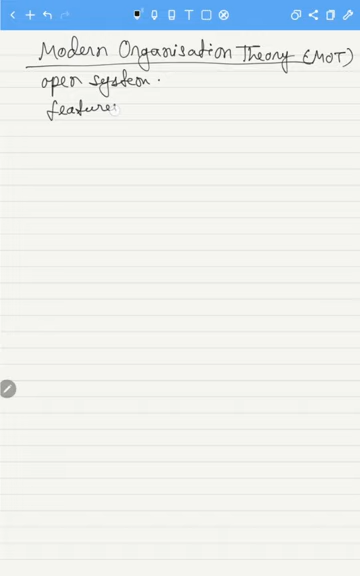 Modern Organisation Theory (MOT)
open system.
features